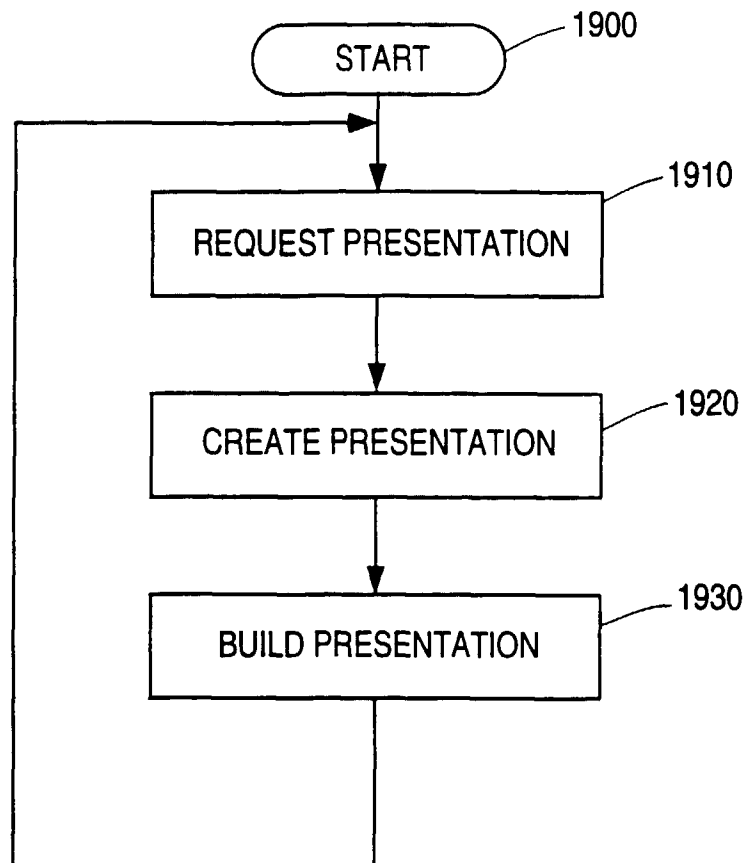 START
1900
REQUEST PRESENTATION
1910
CREATE PRESENTATION
1920
BUILD PRESENTATION
1930